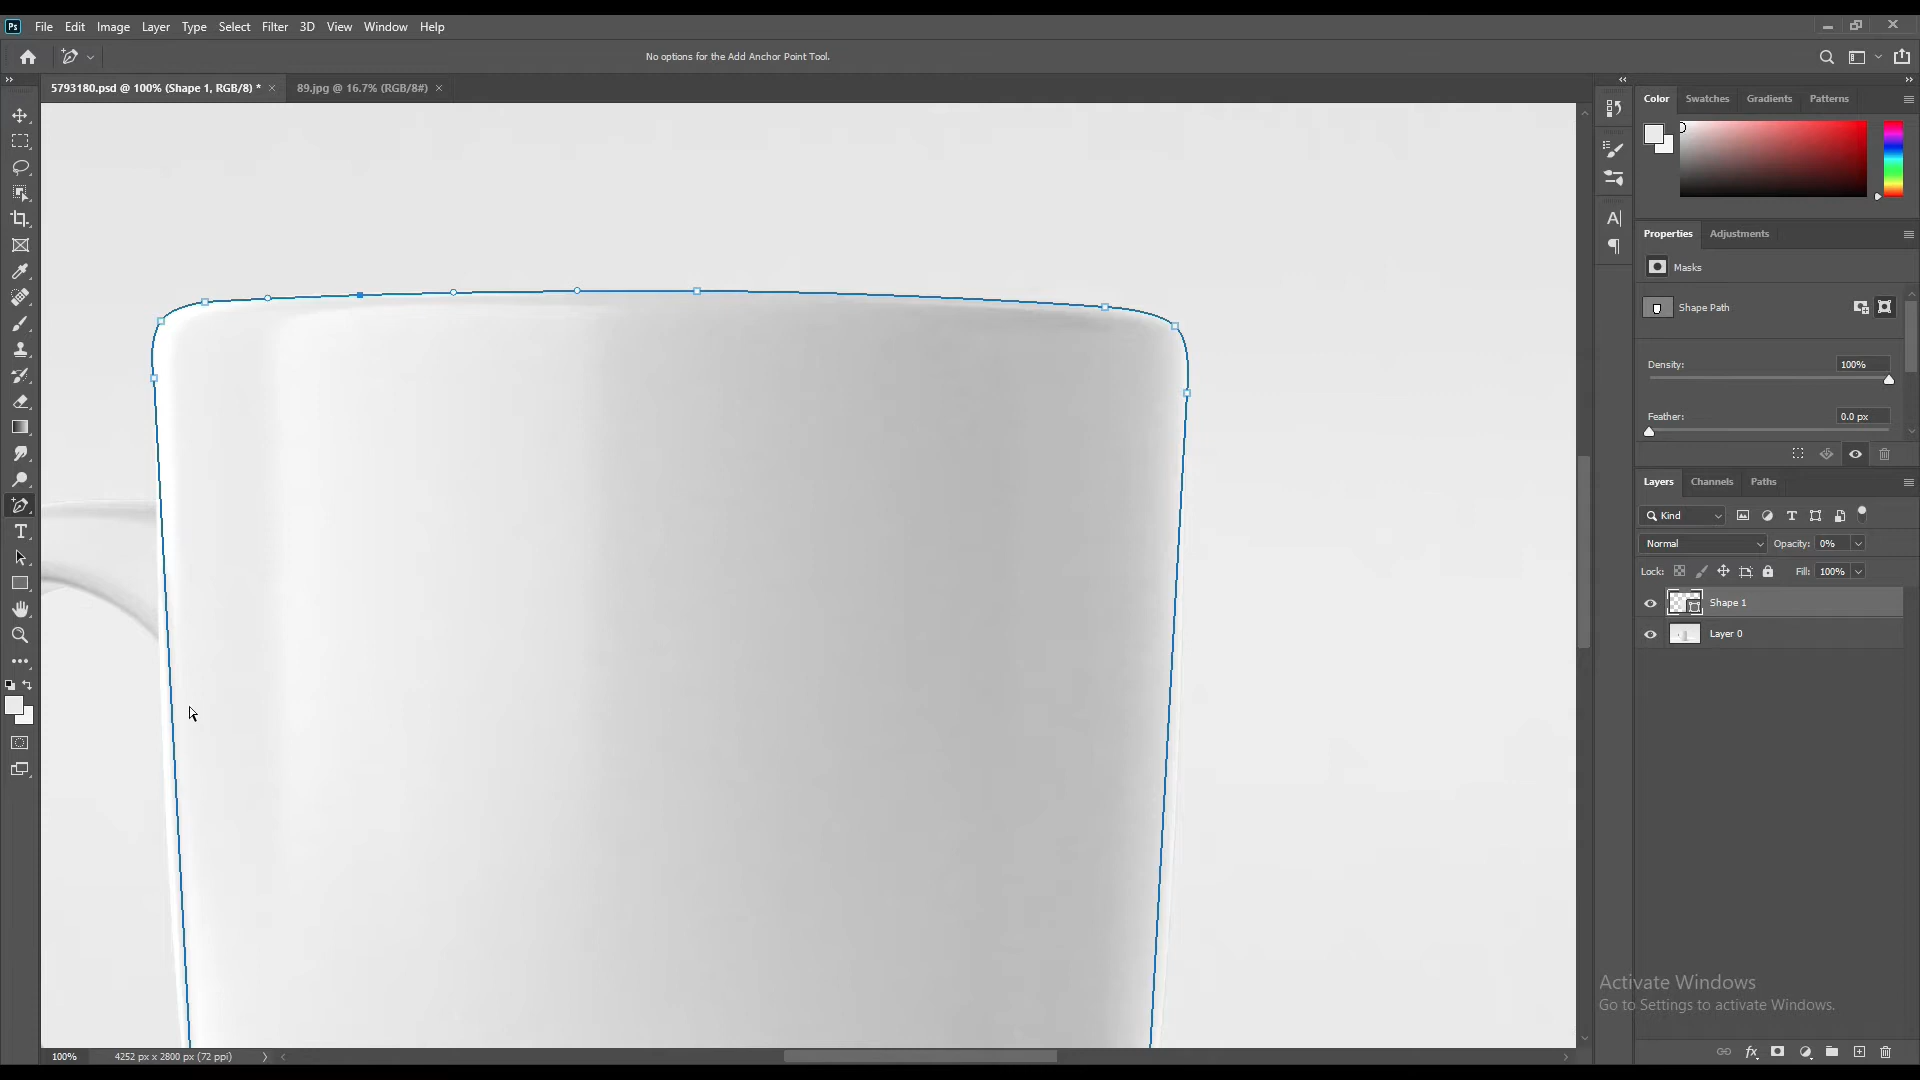 Ps File Edit Image Layer Type Select Filter 3D View Window Help
No options for the Add Anchor Point Tool.
5793180.psd @ 100% (Shape 1, RGB/8) * × 89.jpg @ 16.7% (RGB/8#) ×
Color Swatches Gradients Patterns
Properties Adjustments
Masks
Shape Path
Density: 100%
Feather: 0.0 px
Layers Channels Paths
Kind
Normal Opacity: 0%
Lock: Fill: 100%
Shape 1
Layer 0
Activate Windows
Go to Settings to activate Windows.
100% 4252 px x 2800 px (72 ppi)